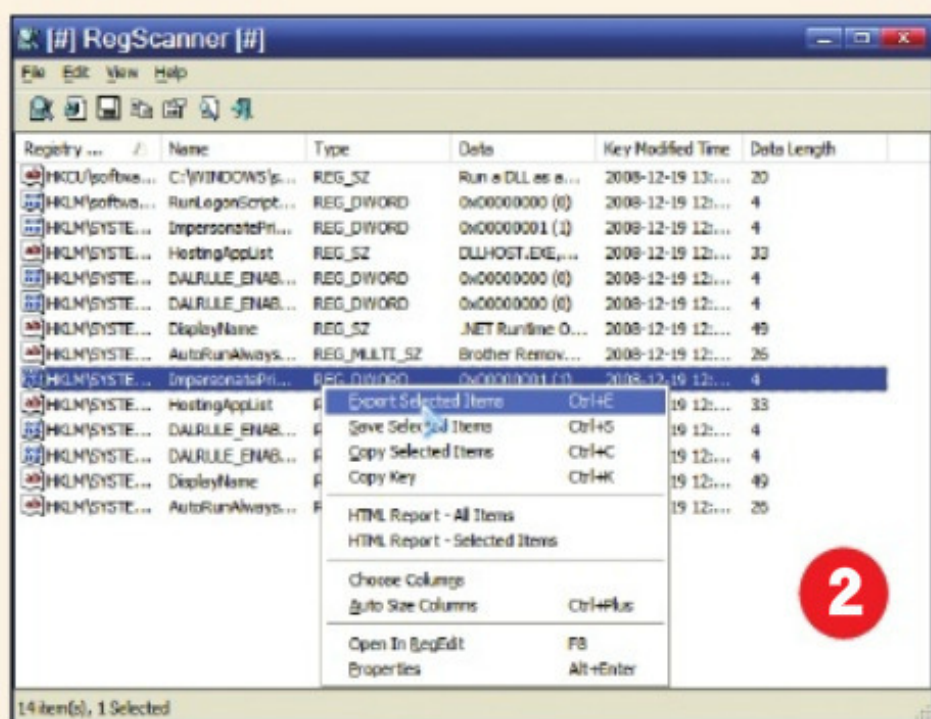 [#] RegScanner [#]
File Edit View Help
Registry ... Name Type Data Key Modified Time Data Length
HKCU\softwa... C:\WINDOWS\s... REG_SZ Run a DLL as a... 2008-12-19 13:... 20
HKLM\softwa... RunLogonScript... REG_DWORD 0x00000000 (0) 2008-12-19 12:... 4
HKLM\SYSTE... ImpersonatePri... REG_DWORD 0x00000001 (1) 2008-12-19 12:... 4
HKLM\SYSTE... HostingAppList REG_SZ DLLHOST.EXE,... 2008-12-19 12:... 33
HKLM\SYSTE... DALRULE_ENAB... REG_DWORD 0x00000000 (0) 2008-12-19 12:... 4
HKLM\SYSTE... DALRULE_ENAB... REG_DWORD 0x00000000 (0) 2008-12-19 12:... 4
HKLM\SYSTE... DisplayName REG_SZ .NET Runtime O... 2008-12-19 12:... 49
HKLM\SYSTE... AutoRunAlways... REG_MULTI_SZ Brother Remov... 2008-12-19 12:... 26
HKLM\SYSTE... ImpersonatePri... REG_DWORD 0x00000001 (1) 2008-12-19 12:... 4
HKLM\SYSTE... HostingAppList 19 12:... 33
HKLM\SYSTE... DALRULE_ENAB... 19 12:... 4
HKLM\SYSTE... DALRULE_ENAB... 19 12:... 4
HKLM\SYSTE... DisplayName 19 12:... 49
HKLM\SYSTE... AutoRunAlways... 19 12:... 26
Export Selected Items Ctrl+E
Save Selected Items Ctrl+S
Copy Selected Items Ctrl+C
Copy Key Ctrl+K
HTML Report - All Items
HTML Report - Selected Items
Choose Columns
Auto Size Columns Ctrl+Plus
Open In RegEdit F8
Properties Alt+Enter
2
14 item(s), 1 Selected